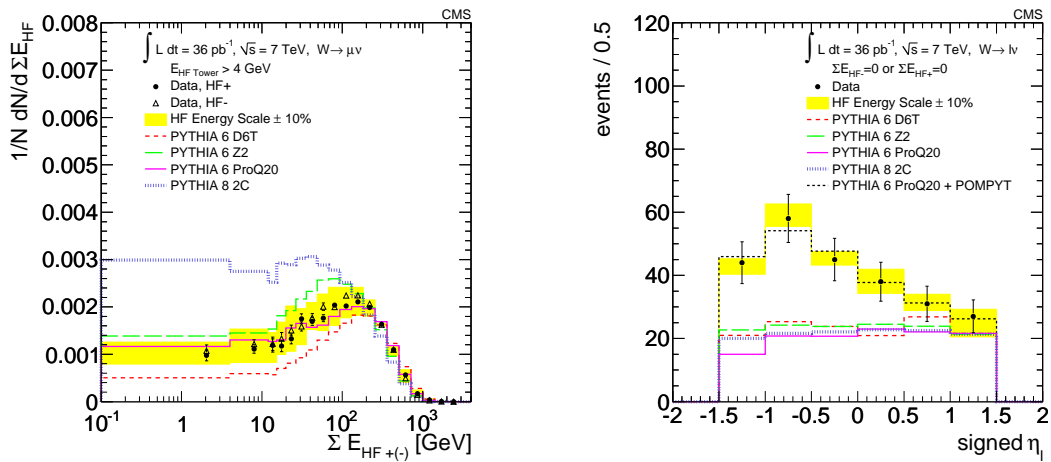 CMS
1/N dN/d ΣE_HF
0.008
0.007
0.006
0.005
0.004
0.003
0.002
0.001
0
∫ L dt = 36 pb⁻¹, √s = 7 TeV, W→ μν
E_HF Tower > 4 GeV
Data, HF+
Data, HF-
HF Energy Scale ± 10%
PYTHIA 6 D6T
PYTHIA 6 Z2
PYTHIA 6 ProQ20
PYTHIA 8 2C
10⁻¹ 1 10 10² 10³
Σ E_HF +(-) [GeV]
CMS
events / 0.5
120
100
80
60
40
20
0
∫ L dt = 36 pb⁻¹, √s = 7 TeV, W→ lν
ΣE_HF-=0 or ΣE_HF+=0
Data
HF Energy Scale ± 10%
PYTHIA 6 D6T
PYTHIA 6 Z2
PYTHIA 6 ProQ20
PYTHIA 8 2C
PYTHIA 6 ProQ20 + POMPYT
-2 -1.5 -1 -0.5 0 0.5 1 1.5 2
signed η_l